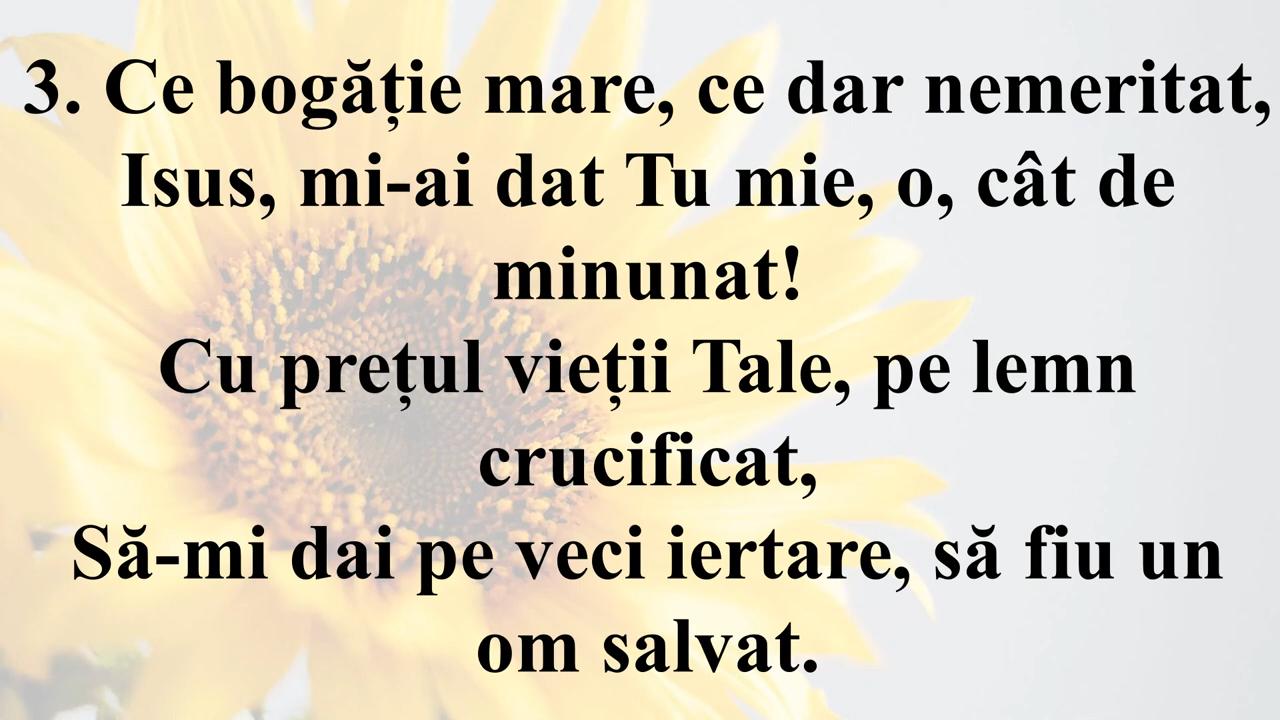 3. Ce bogăție mare, ce dar nemeritat,
Isus, mi-ai dat Tu mie, o, cât de
minunat!
Cu prețul vieții Tale, pe lemn
crucificat,
Să-mi dai pe veci iertare, să fiu un
om salvat.